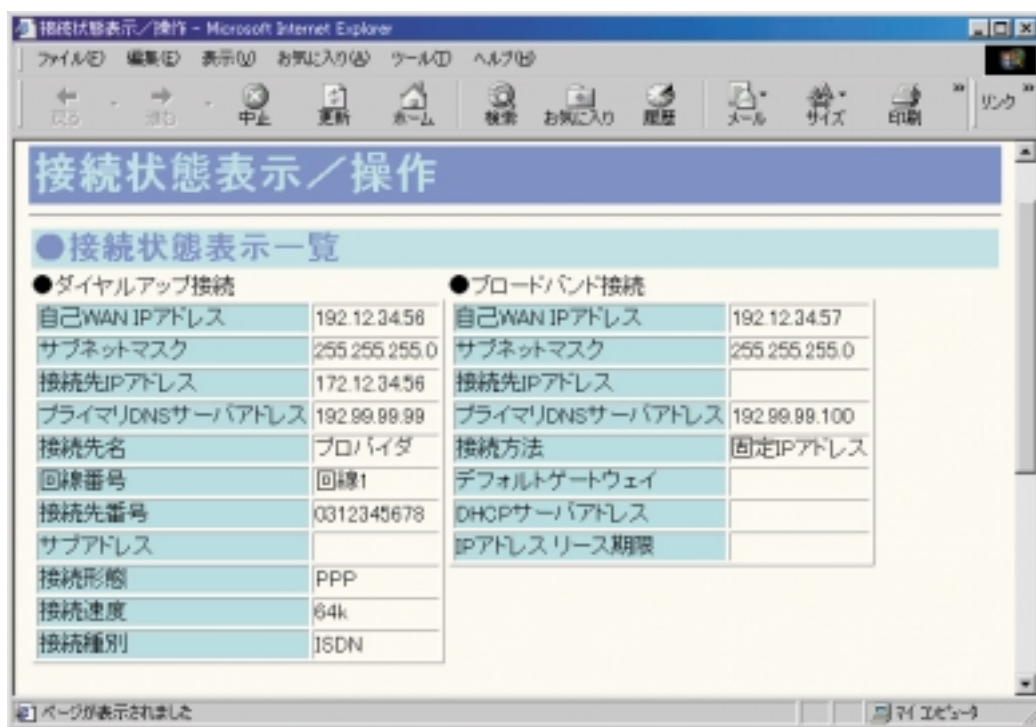 接続状態表示／操作 - Microsoft Internet Explorer
ファイル(F) 編集(E) 表示(V) お気に入り(A) ツール(T) ヘルプ(H)
戻る 進む 中止 更新 ホーム 検索 お気に入り 履歴 メール サイズ 印刷 » リンク »
接続状態表示／操作
●接続状態表示一覧
●ダイヤルアップ接続
自己WAN IPアドレス 192.12.34.56
サブネットマスク 255.255.255.0
接続先IPアドレス 172.12.34.56
プライマリDNSサーバアドレス 192.99.99.99
接続先名 プロバイダ
回線番号 回線1
接続先番号 0312345678
サブアドレス
接続形態 PPP
接続速度 64k
接続種別 ISDN
●ブロードバンド接続
自己WAN IPアドレス 192.12.34.57
サブネットマスク 255.255.255.0
接続先IPアドレス
プライマリDNSサーバアドレス 192.99.99.100
接続方法 固定IPアドレス
デフォルトゲートウェイ
DHCPサーバアドレス
IPアドレス リース期限
ページが表示されました
マイ コンピュータ